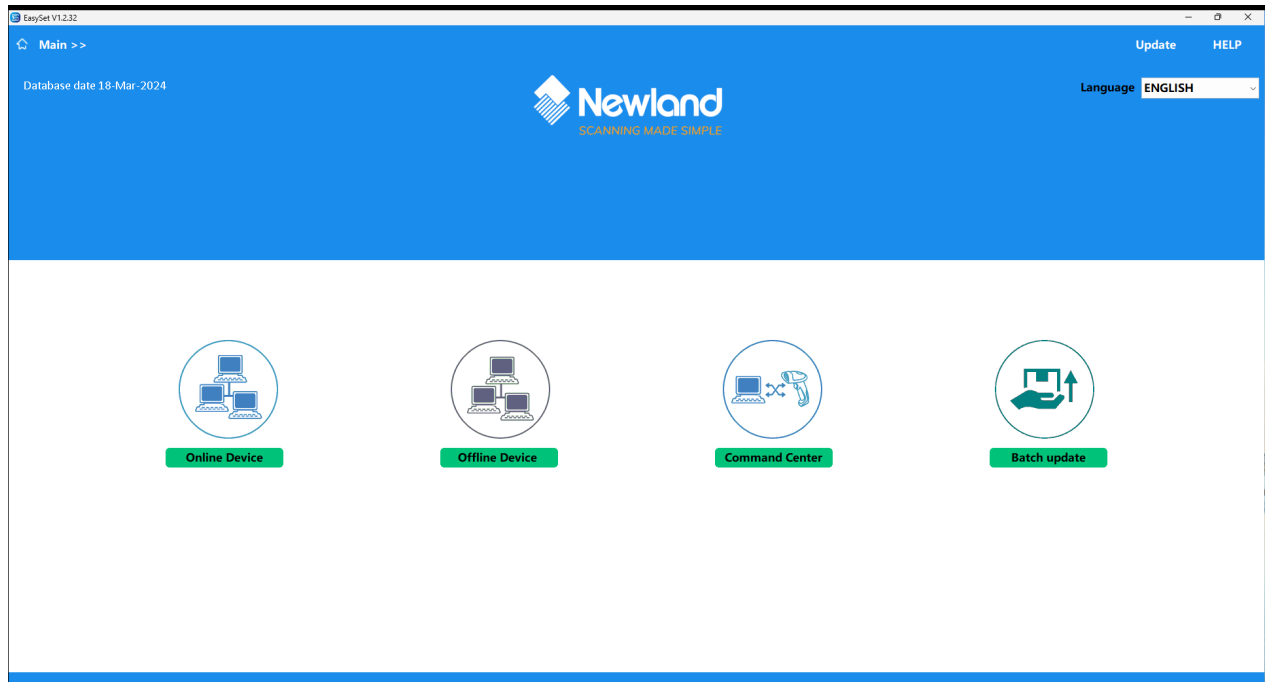 EasySet V1.2.32
Main >>
Update
HELP
Database date 18-Mar-2024
Newland
SCANNING MADE SIMPLE
Language
ENGLISH
Online Device
Offline Device
Command Center
Batch update